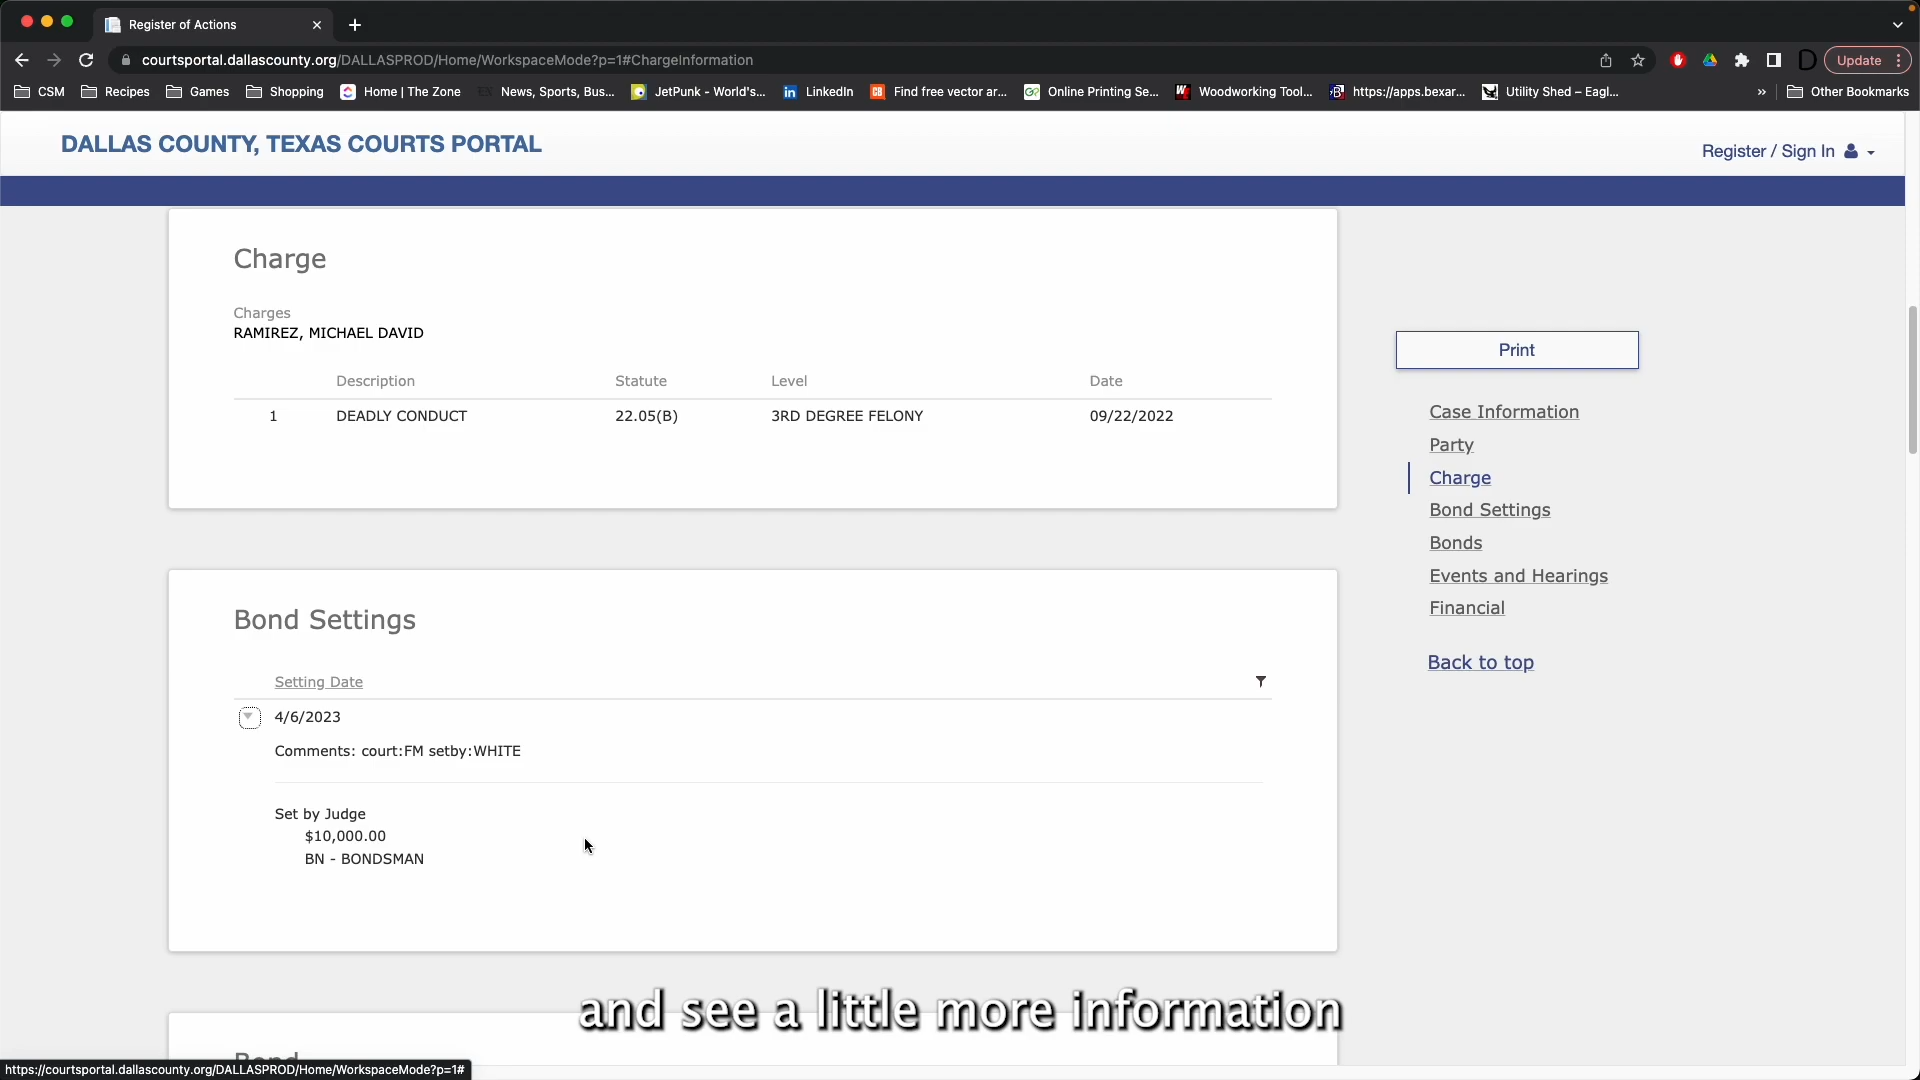 Register of Actions
courtsportal.dallascounty.org/DALLASPROD/Home/WorkspaceMode?p=1#ChargeInformation
Update
CSM
Recipes
Games
Shopping
Home | The Zone
News, Sports, Bus...
JetPunk - World's...
LinkedIn
Find free vector ar...
Online Printing Se...
Woodworking Tool...
https://apps.bexar...
Utility Shed – Eagl...
»
Other Bookmarks
DALLAS COUNTY, TEXAS COURTS PORTAL
Register / Sign In
Charge
Charges
RAMIREZ, MICHAEL DAVID
Description Statute Level Date
1 DEADLY CONDUCT 22.05(B) 3RD DEGREE FELONY 09/22/2022
Print
Case Information
Party
Charge
Bond Settings
Bonds
Events and Hearings
Financial
Back to top
Bond Settings
Setting Date
4/6/2023
Comments: court:FM setby:WHITE
Set by Judge
$10,000.00
BN - BONDSMAN
and see a little more information
Bond
https://courtsportal.dallascounty.org/DALLASPROD/Home/WorkspaceMode?p=1#